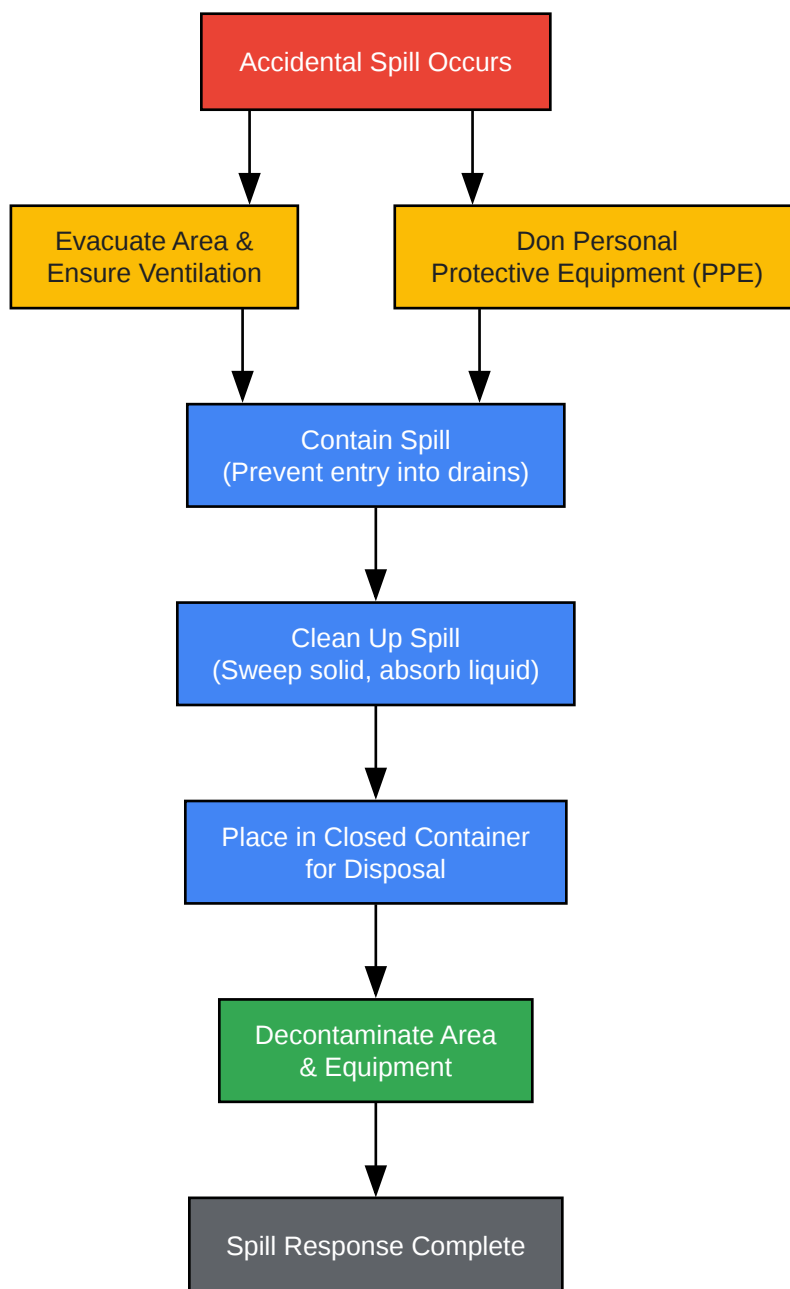 Accidental Spill Occurs
Evacuate Area &
Ensure Ventilation
Don Personal
Protective Equipment (PPE)
Contain Spill
(Prevent entry into drains)
Clean Up Spill
(Sweep solid, absorb liquid)
Place in Closed Container
for Disposal
Decontaminate Area
& Equipment
Spill Response Complete